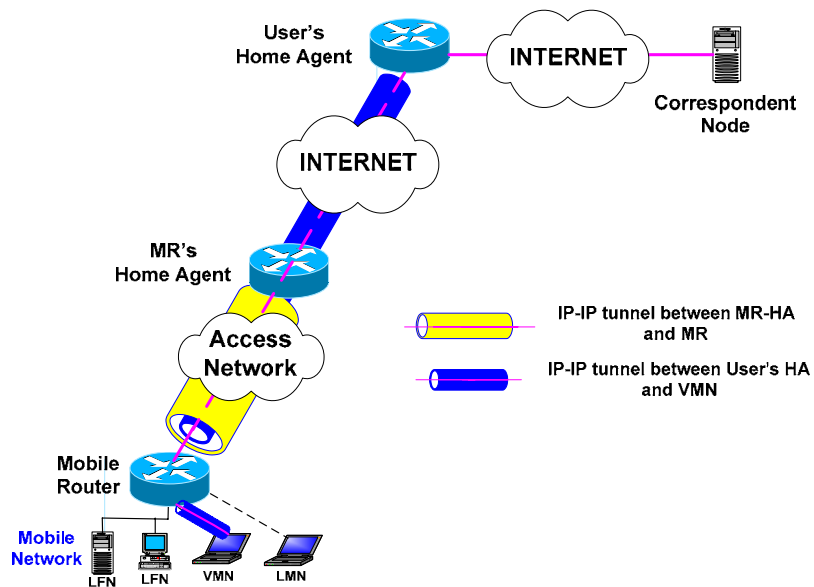 User's
Home Agent
INTERNET
Correspondent
Node
INTERNET
MR's
Home Agent
Access
Network
IP-IP tunnel between MR-HA
and MR
IP-IP tunnel between User's HA
and VMN
Mobile
Router
Mobile
Network
LFN
LFN
VMN
LMN